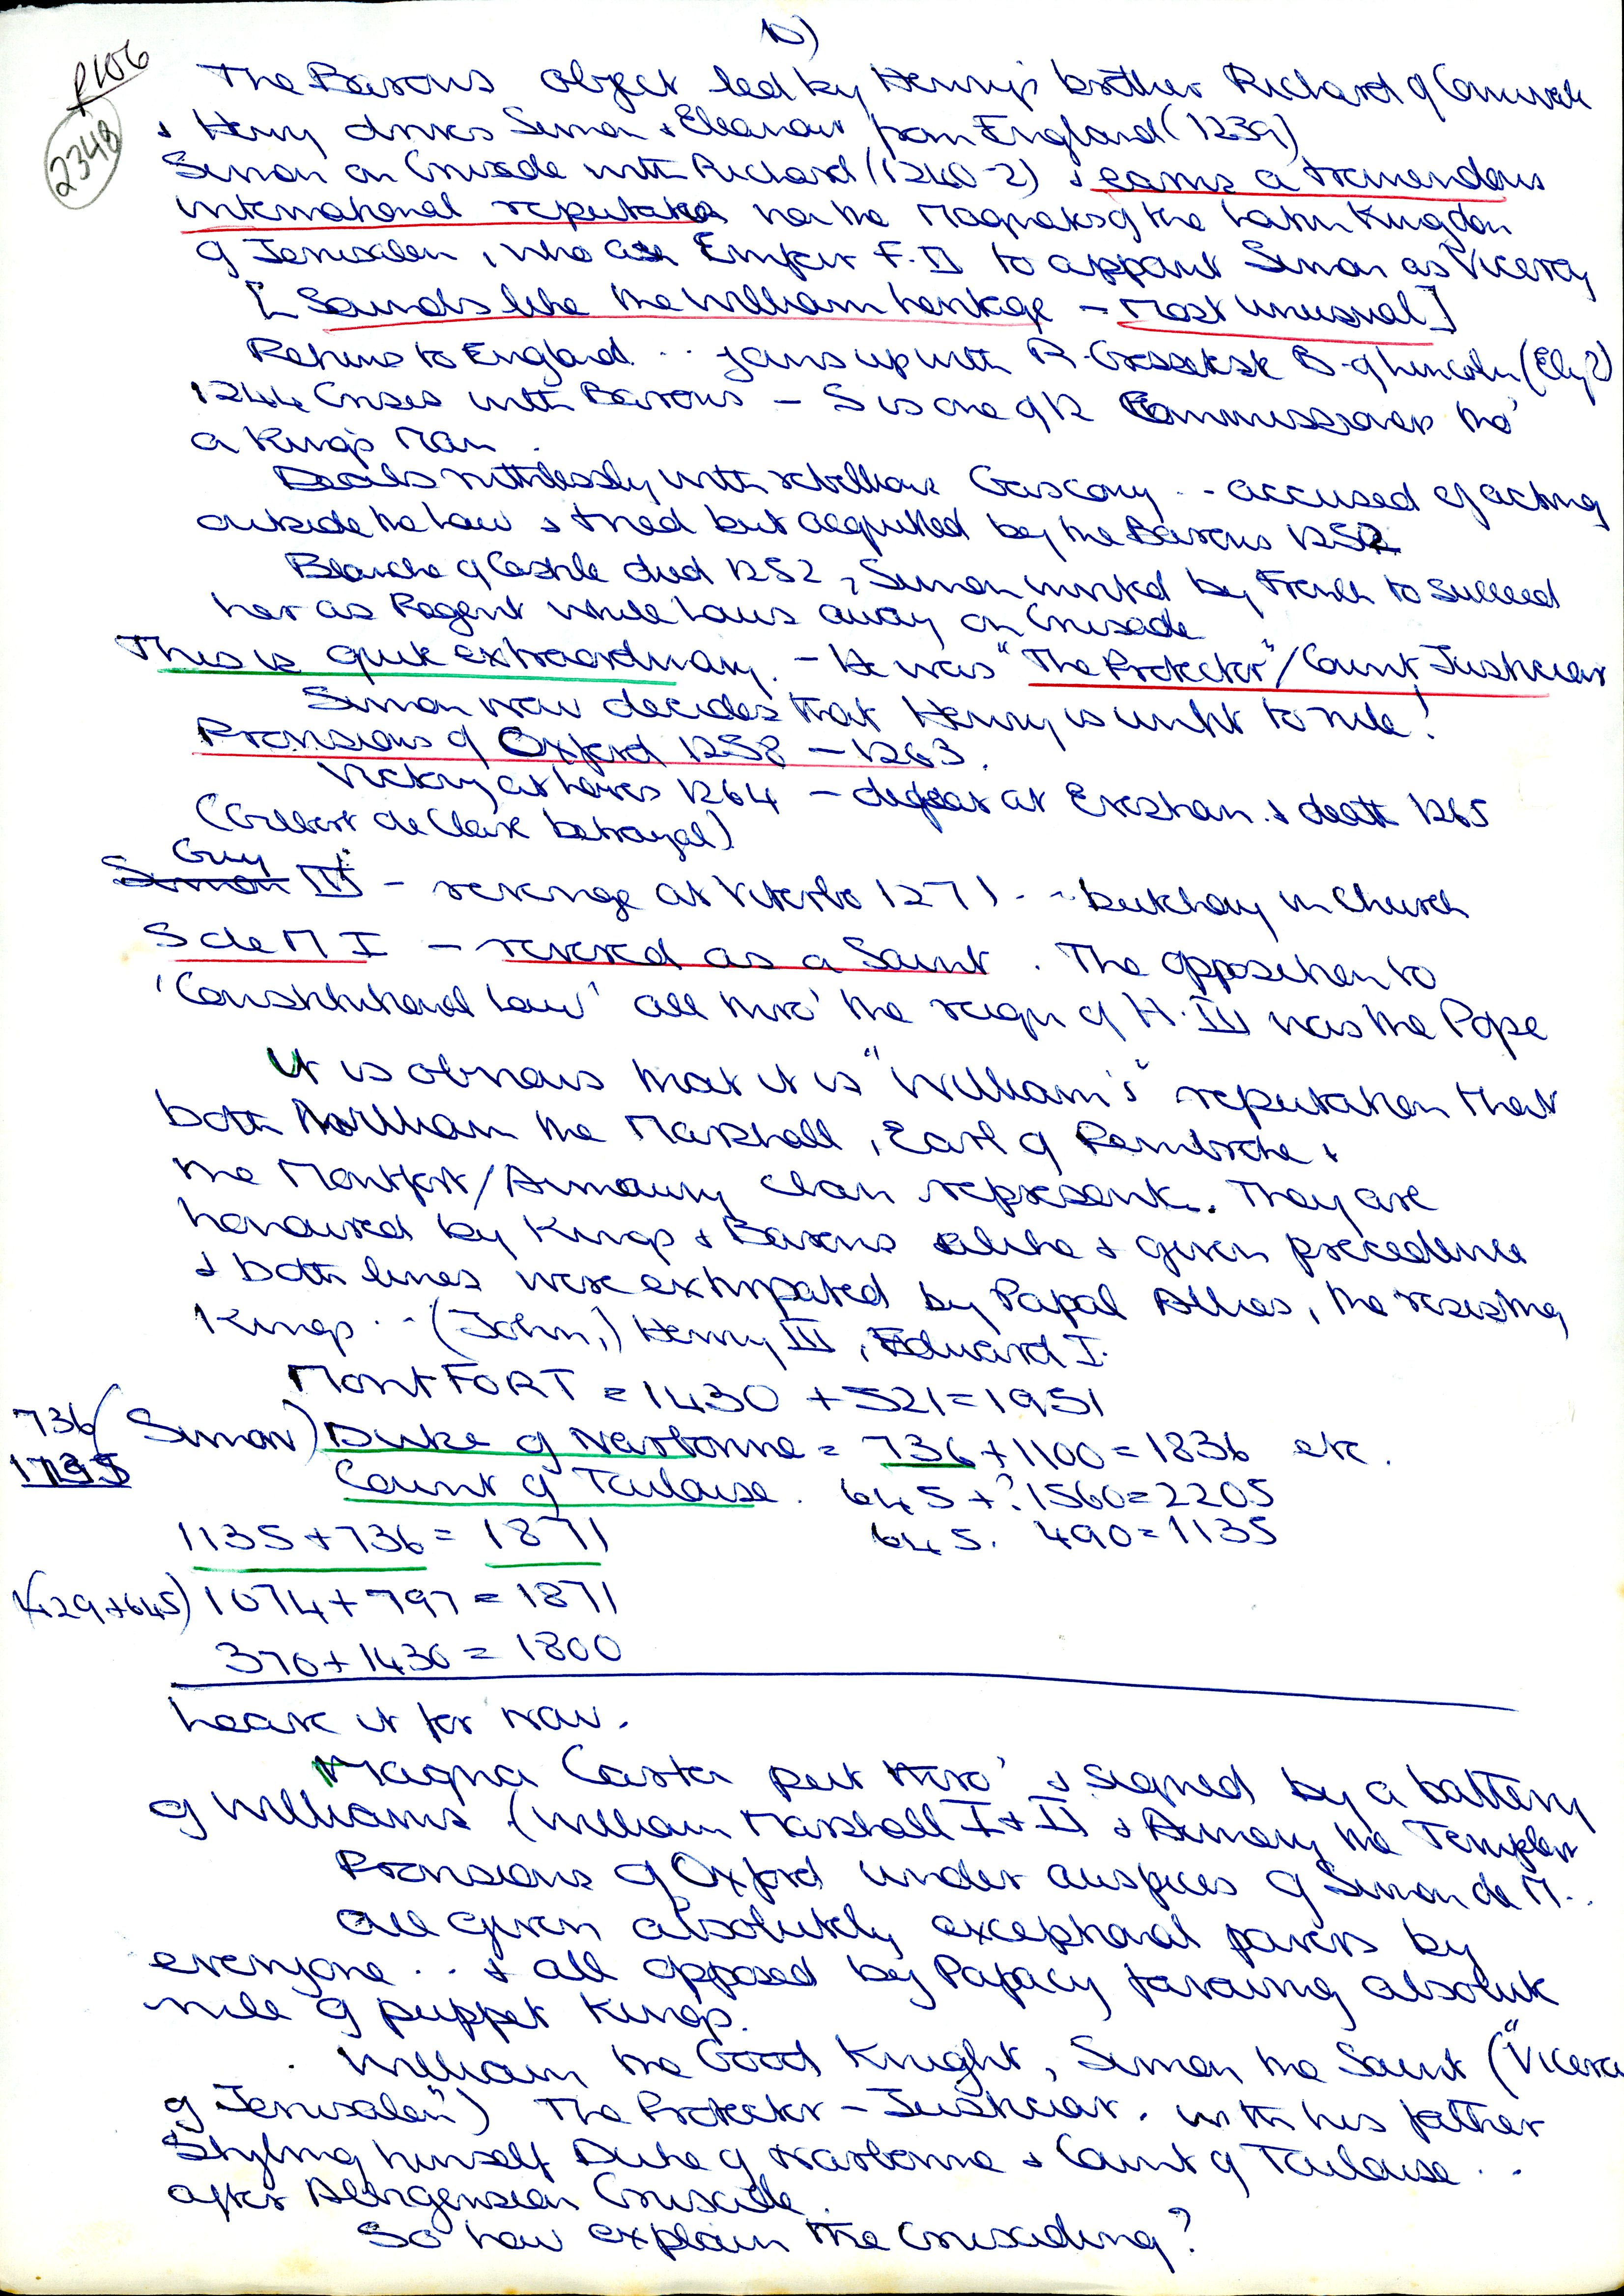 10)
R106
2348
The Barons object led by Henry's brother Richard of Cornwall
& Henry drives Simon & Eleanour from England (1239)
Simon on Crusade with Richard (1240-2) & earns a tremendous
international reputation the Magnates of the Latin Kingdom
of Jerusalem, who ask Emperor F. II to appoint Simon as Viceroy
[Sounds like the William heritage - Most unusual]
Returns to England .. joins up with R. Grosseteste B. of Lincoln (Ely?)
1244 Crises with Barons - S is one of 12 Commissioners tho'
a King's Man.
Deals ruthlessly with rebellious Gascony .. accused of acting
outside the law & tried but acquitted by the Barons 1252
Blanche of Castile died 1252, Simon invited by French to succeed
her as Regent while Louis away on Crusade
This is quite extraordinary. - He was "The Protector"/Count Justiciar
Simon now decides that Henry is unfit to rule!
Provisions of Oxford 1258 - 1263.
Victory at Lewes 1264 - defeat at Evesham & death 1265
(Gilbert de Clare betrayal)
Guy
Simon III - revenge at Viterbo 1271 .. butchery in Church
S de M I - revered as a Saint. The opposition to
'Constitutional Law' all thro' the reign of H. III was the Pope
It is obvious that it is "William's" reputation that
both William the Marshall, Earl of Pembroke &
the Montfort/Amaury clan represent. They are
honoured by Kings & Barons alike & given precedence
& both lines were extirpated by Papal Allies, the resisting
Kings .. (John,) Henry III, Edward I.
MontFORT = 1430 + 521 = 1951
736 (Simon) Duke of Narbonne = 736 + 1100 = 1836 etc.
1135
Count of Toulouse. 645 + ? 1560 = 2205
1135 + 736 = 1871 645. 490 = 1135
(429+645) 1074 + 797 = 1871
370 + 1430 = 1800
Leave it for now.
Magna Carta put thro' & signed by a battery
of Williams (William Marshall I + II & Aimery the Templar
Provisions of Oxford under auspices of Simon de M..
All given absolutely exceptional powers by
everyone .. & all opposed by Papacy favouring absolute
rule of puppet Kings.
William the Good Knight, Simon the Saint ("Viceroy
of Jerusalem") The Protector - Justiciar. with his father
Styling himself Duke of Narbonne & Count of Toulouse ..
after Albigensian Crusade.
So how explain the Crusading?